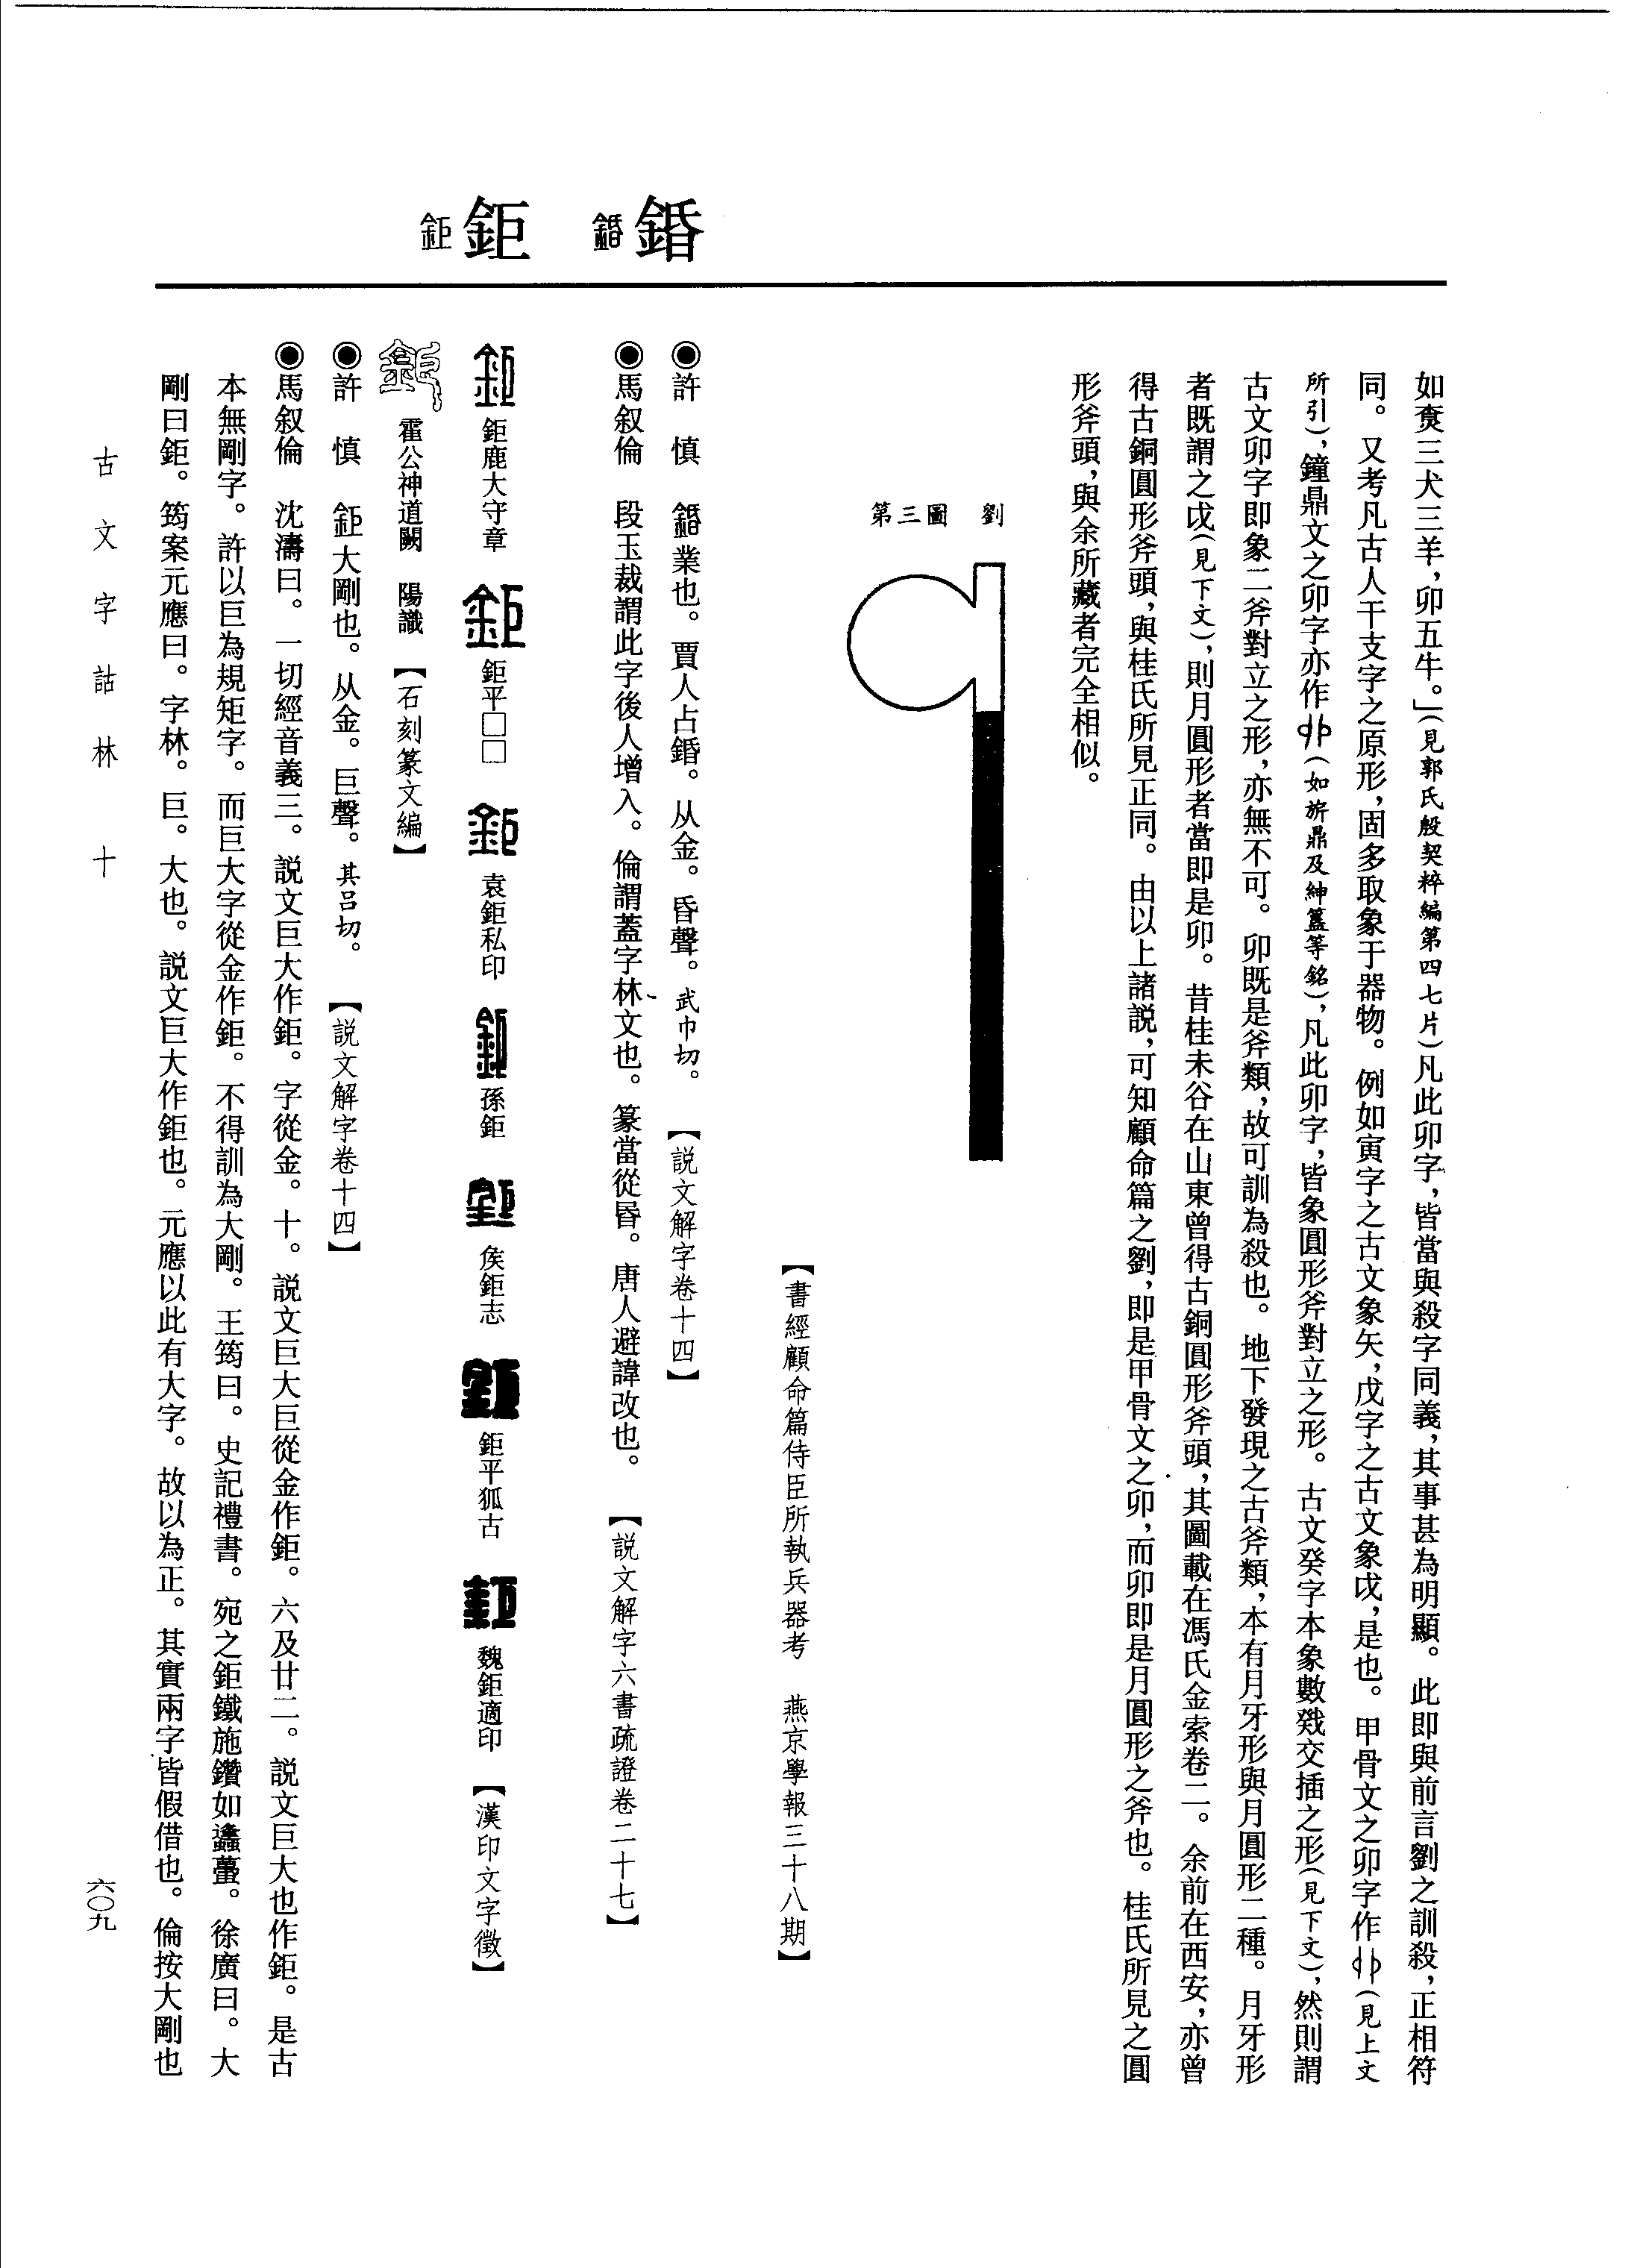 鍲 鍲
鉅 鉅
如㷅三犬三羊，卯五牛。」（見郭氏殷契粹編第四七片）凡此卯字，皆當與殺字同義，其事甚為明顯。此即與前言劉之訓殺，正相符
同。又考凡古人干支字之原形，固多取象于器物。例如寅字之古文象矢，戊字之古文象戉，是也。甲骨文之卯字作（見上文
所引），鐘鼎文之卯字亦作（如旂鼎及紳簋等銘），凡此卯字，皆象圓形斧對立之形。古文癸字本象數戣交插之形（見下文），然則謂
古文卯字即象二斧對立之形，亦無不可。卯既是斧類，故可訓為殺也。地下發現之古斧類，本有月牙形與月圓形二種。月牙形
者既謂之戉（見下文），則月圓形者當即是卯。昔桂未谷在山東曾得古銅圓形斧頭，其圖載在馮氏金索卷二。余前在西安，亦曾
得古銅圓形斧頭，與桂氏所見正同。由以上諸説，可知顧命篇之劉，即是甲骨文之卯，而卯即是月圓形之斧也。桂氏所見之圓
形斧頭，與余所藏者完全相似。
第三圖 劉
【書經顧命篇侍臣所執兵器考 燕京學報三十八期】
◉許 慎 鍲業也。賈人占鍲。从金。昏聲。武巾切。【説文解字卷十四】
◉馬叙倫 段玉裁謂此字後人增入。倫謂蓋字林文也。篆當從昬。唐人避諱改也。【説文解字六書疏證卷二十七】
鉅鹿大守章 鉅平□□ 袁鉅私印 孫鉅 矦鉅志 鉅平狐古 魏鉅適印 【漢印文字徵】
霍公神道闕 陽識 【石刻篆文編】
◉許 慎 鉅大剛也。从金。巨聲。其呂切。【説文解字卷十四】
◉馬叙倫 沈濤曰。一切經音義三。説文巨大作鉅。字從金。十。説文巨大巨從金作鉅。六及廿二。説文巨大也作鉅。是古
本無剛字。許以巨為規矩字。而巨大字從金作鉅。不得訓為大剛。王筠曰。史記禮書。宛之鉅鐵施鑽如蠭蠆。徐廣曰。大
剛曰鉅。筠案元應曰。字林。巨。大也。説文巨大作鉅也。元應以此有大字。故以為正。其實兩字皆假借也。倫按大剛也
古文字詁林 十
六〇九